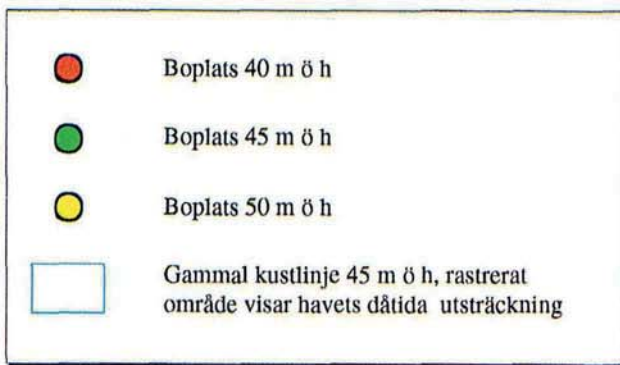 Boplats 40 m ö h
Boplats 45 m ö h
Boplats 50 m ö h
Gammal kustlinje 45 m ö h, rastrerat
område visar havets dåtida utsträckning